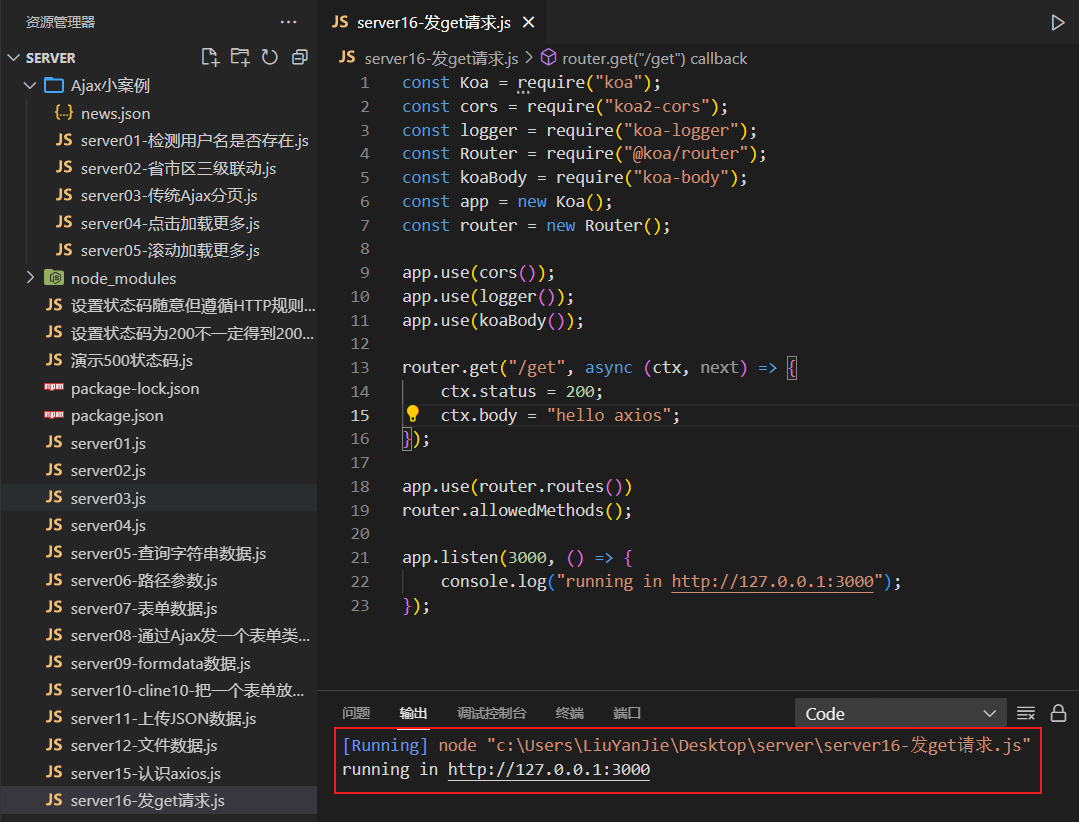 资源管理器
SERVER
Ajax小案例
news.json
server01-检测用户名是否存在.js
server02-省市区三级联动.js
server03-传统Ajax分页.js
server04-点击加载更多.js
server05-滚动加载更多.js
node_modules
设置状态码随意但遵循HTTP规则...
设置状态码为200不一定得到200...
演示500状态码.js
package-lock.json
package.json
server01.js
server02.js
server03.js
server04.js
server05-查询字符串数据.js
server06-路径参数.js
server07-表单数据.js
server08-通过Ajax发一个表单类...
server09-formdata数据.js
server10-cline10-把一个表单放...
server11-上传JSON数据.js
server12-文件数据.js
server15-认识axios.js
server16-发get请求.js
JS server16-发get请求.js
JS server16-发get请求.js > router.get("/get") callback
1 const Koa = require("koa");
2 const cors = require("koa2-cors");
3 const logger = require("koa-logger");
4 const Router = require("@koa/router");
5 const koaBody = require("koa-body");
6 const app = new Koa();
7 const router = new Router();
8
9 app.use(cors());
10 app.use(logger());
11 app.use(koaBody());
12
13 router.get("/get", async (ctx, next) => {
14 ctx.status = 200;
15 ctx.body = "hello axios";
16 });
17
18 app.use(router.routes())
19 router.allowedMethods();
20
21 app.listen(3000, () => {
22 console.log("running in http://127.0.0.1:3000");
23 });
问题 输出 调试控制台 终端 端口 Code
[Running] node "c:\Users\LiuYanJie\Desktop\server\server16-发get请求.js"
running in http://127.0.0.1:3000